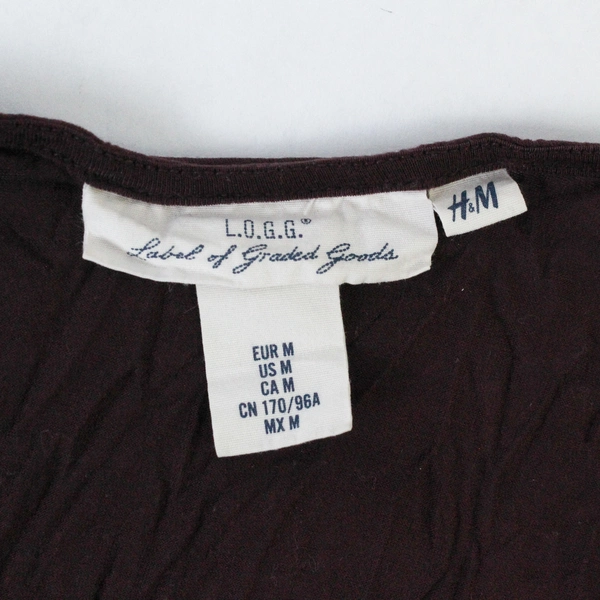 L.O.G.G.®
Label of Graded Goods
H&M
EUR M
US M
CA M
CN 170/96A
MX M